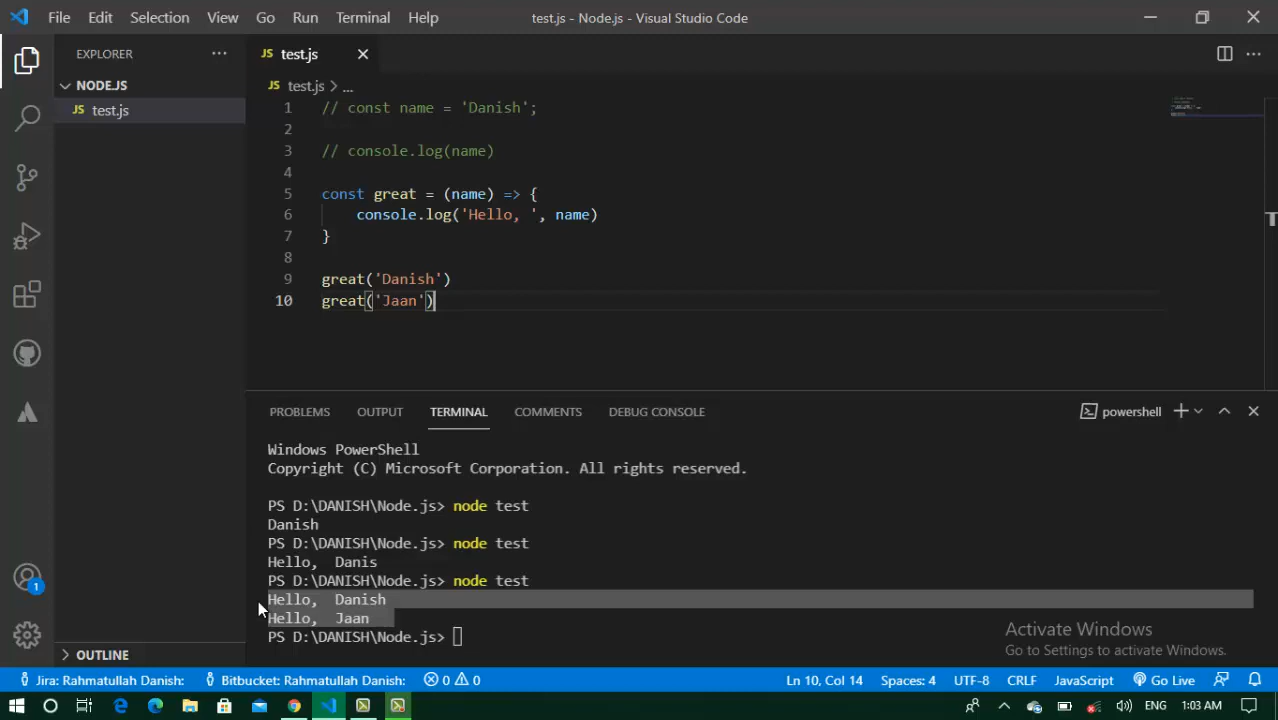 File Edit Selection View Go Run Terminal Help test.js - Node.js - Visual Studio Code
EXPLORER ···
JS test.js
NODE.JS
JS test.js
JS test.js > ...
1 // const name = 'Danish';
2
3 // console.log(name)
4
5 const great = (name) => {
6 console.log('Hello, ', name)
7 }
8
9 great('Danish')
10 great('Jaan')
PROBLEMS OUTPUT TERMINAL COMMENTS DEBUG CONSOLE powershell
Windows PowerShell
Copyright (C) Microsoft Corporation. All rights reserved.
PS D:\DANISH\Node.js> node test
Danish
PS D:\DANISH\Node.js> node test
Hello,  Danis
PS D:\DANISH\Node.js> node test
Hello,  Danish
Hello,  Jaan
PS D:\DANISH\Node.js>
Activate Windows
Go to Settings to activate Windows.
1
OUTLINE
Jira: Rahmatullah Danish: Bitbucket: Rahmatullah Danish: 0 0 Ln 10, Col 14 Spaces: 4 UTF-8 CRLF JavaScript Go Live
ENG 1:03 AM